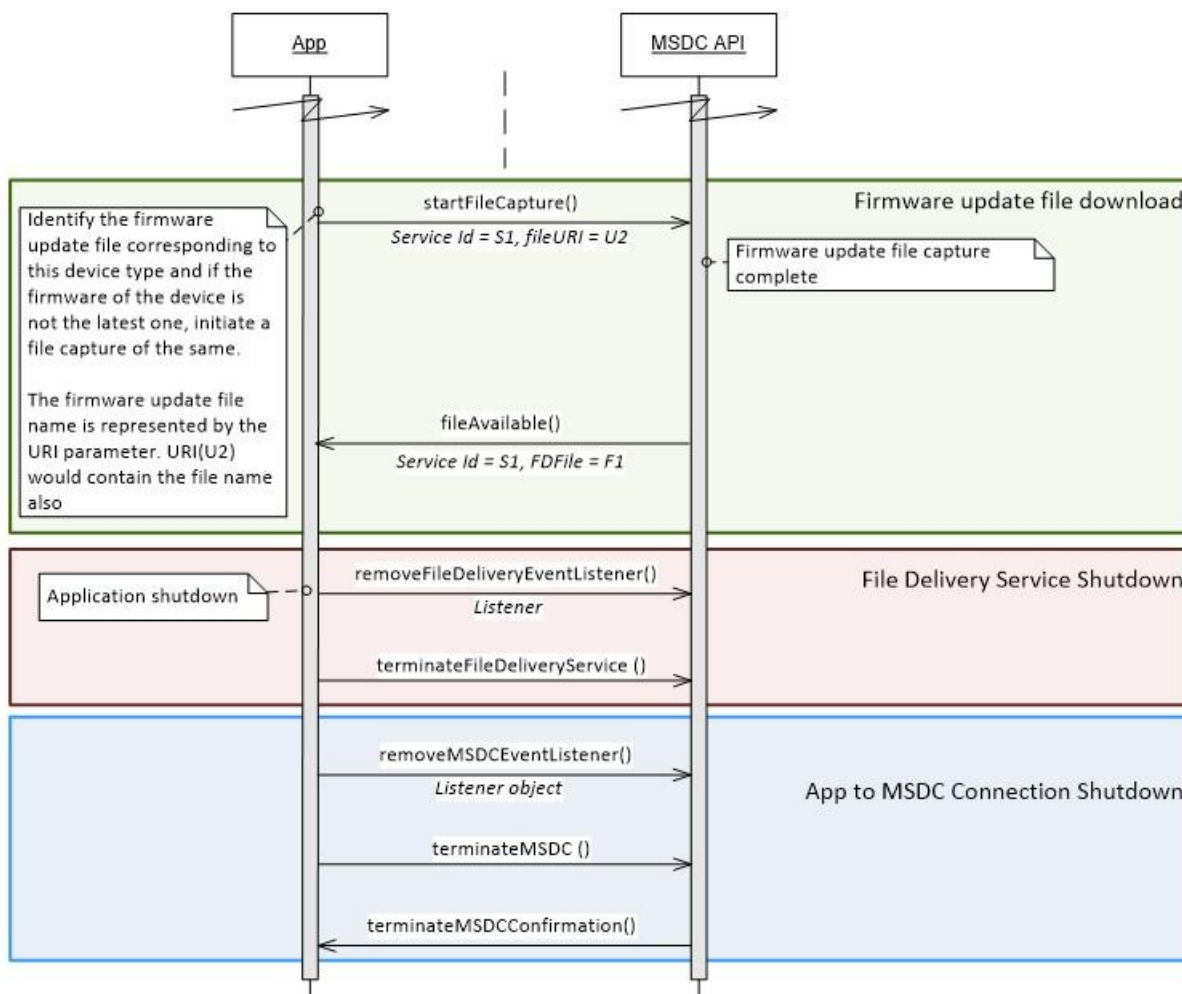 App
MSDC API
Firmware update file download
startFileCapture()
Service Id = S1, fileURI = U2
Identify the firmware
update file corresponding to
this device type and if the
firmware of the device is
not the latest one, initiate a
file capture of the same.
The firmware update file
name is represented by the
URI parameter. URI(U2)
would contain the file name
also
Firmware update file capture
complete
fileAvailable()
Service Id = S1, FDFile = F1
File Delivery Service Shutdown
Application shutdown
removeFileDeliveryEventListener()
Listener
terminateFileDeliveryService ()
removeMSDCEventListener()
Listener object
App to MSDC Connection Shutdown
terminateMSDC ()
terminateMSDCConfirmation()